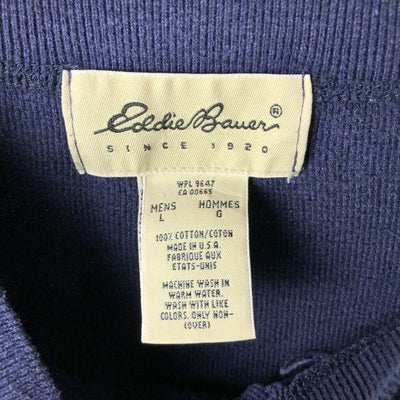 Eddie Bauer®
SINCE 1920
WPL 9647
CA 00665
MENS HOMMES
L G
100% COTTON/COTON
MADE IN U.S.A.
FABRIQUE AUX
ETATS-UNIS
MACHINE WASH IN
WARM WATER.
WASH WITH LIKE
COLORS. ONLY NON-
(OVER)